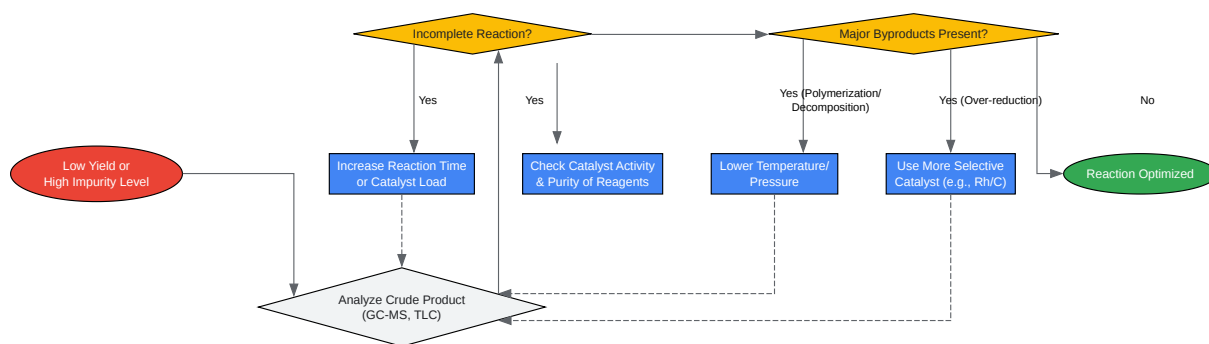 Incomplete Reaction?
Major Byproducts Present?
Yes
Yes
Yes (Polymerization/
Decomposition)
Yes (Over-reduction)
No
Low Yield or
High Impurity Level
Increase Reaction Time
or Catalyst Load
Check Catalyst Activity
& Purity of Reagents
Lower Temperature/
Pressure
Use More Selective
Catalyst (e.g., Rh/C)
Reaction Optimized
Analyze Crude Product
(GC-MS, TLC)